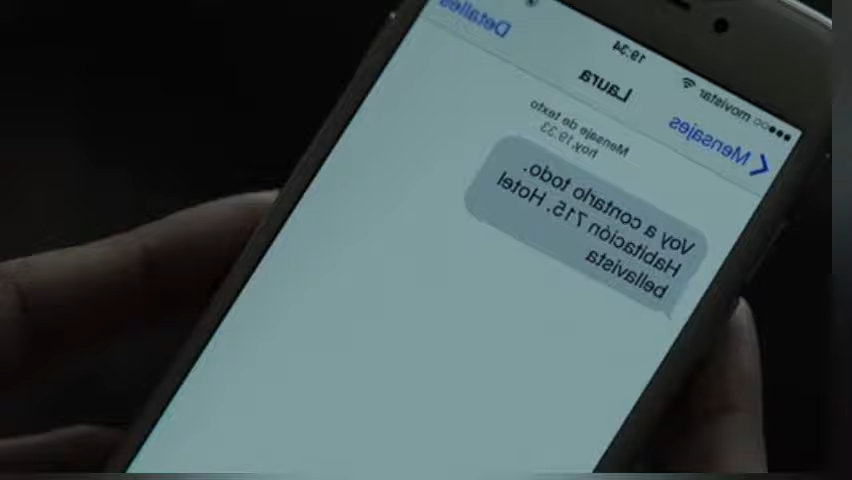 movistar 19:34
Mensajes Laura Detalles
Mensaje de texto
hoy, 19:33
Voy a contarlo todo.
Habitación 715. Hotel
bellavista